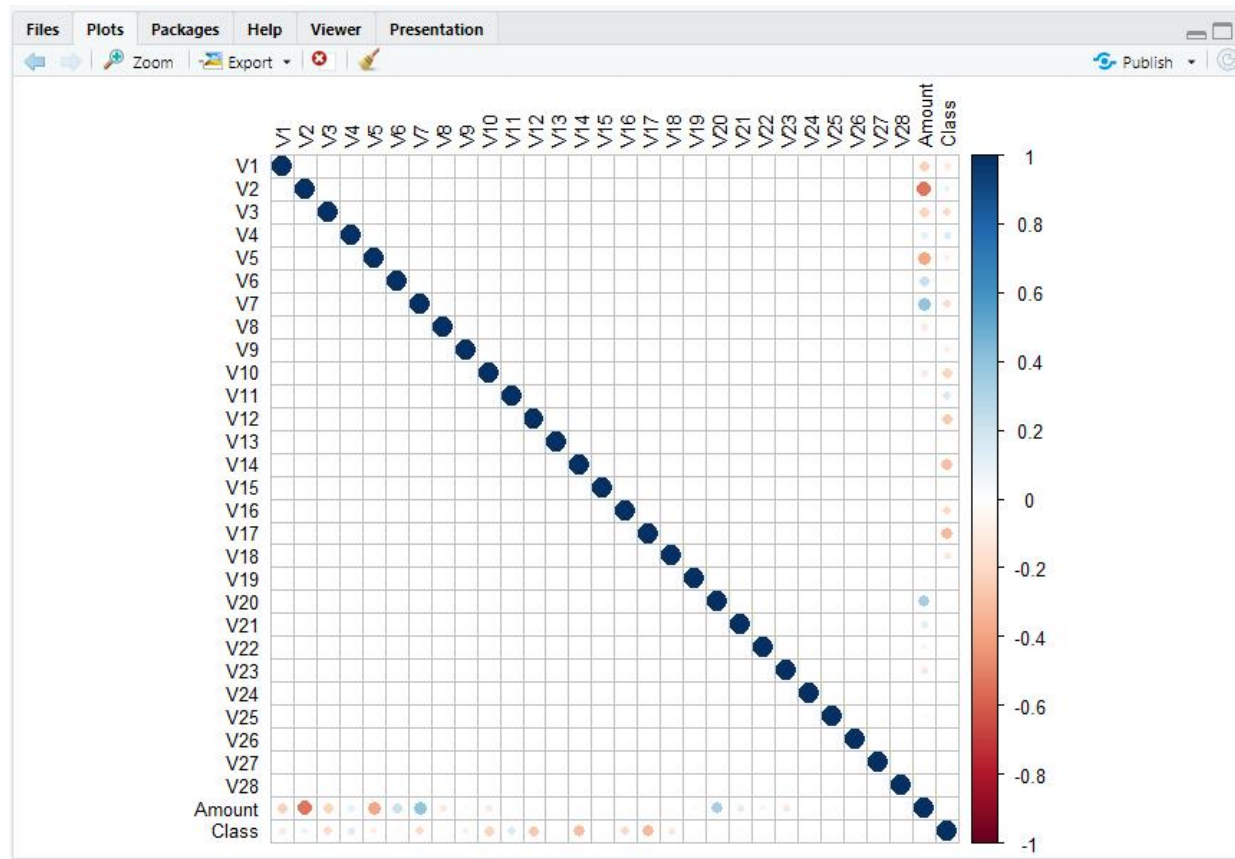 Files Plots Packages Help Viewer Presentation
Zoom Export Publish
V1 V2 V3 V4 V5 V6 V7 V8 V9 V10 V11 V12 V13 V14 V15 V16 V17 V18 V19 V20 V21 V22 V23 V24 V25 V26 V27 V28 Amount Class
V1 1
V2
V3 0.8
V4
V5
V6 0.6
V7
V8
V9 0.4
V10
V11
V12 0.2
V13
V14
V15 0
V16
V17
V18 -0.2
V19
V20
V21 -0.4
V22
V23
V24 -0.6
V25
V26
V27 -0.8
V28
Amount
Class -1